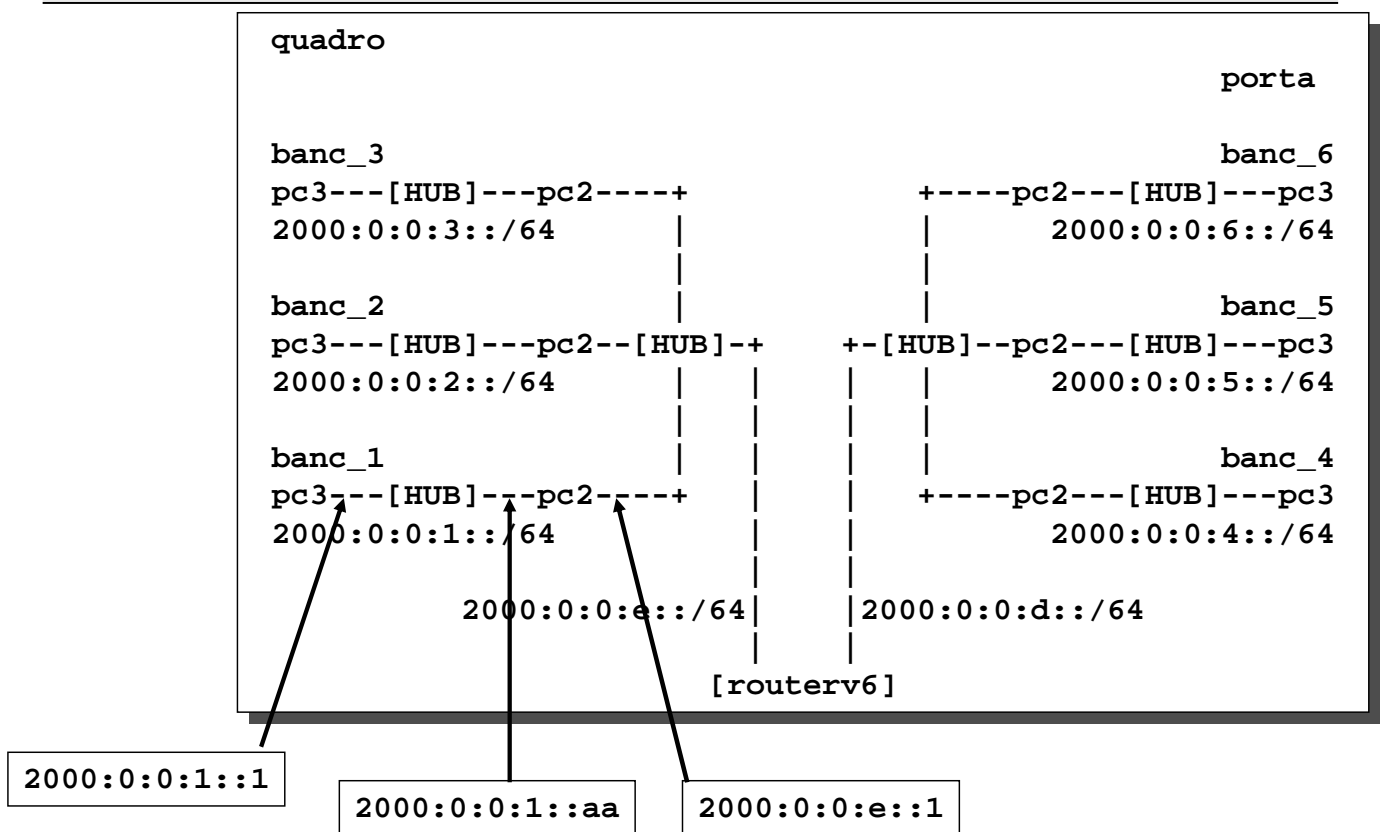 quadro
porta
banc_3 banc_6
pc3---[HUB]---pc2----+ +----pc2---[HUB]---pc3
2000:0:0:3::/64 | | 2000:0:0:6::/64
| |
banc_2 | | banc_5
pc3---[HUB]---pc2--[HUB]-+ +-[HUB]--pc2---[HUB]---pc3
2000:0:0:2::/64 | | | | 2000:0:0:5::/64
| | | |
banc_1 | | | | banc_4
pc3---[HUB]---pc2----+ | | +----pc2---[HUB]---pc3
2000:0:0:1::/64 | | 2000:0:0:4::/64
| |
2000:0:0:e::/64| |2000:0:0:d::/64
| |
[routerv6]
2000:0:0:1::1
2000:0:0:1::aa 2000:0:0:e::1